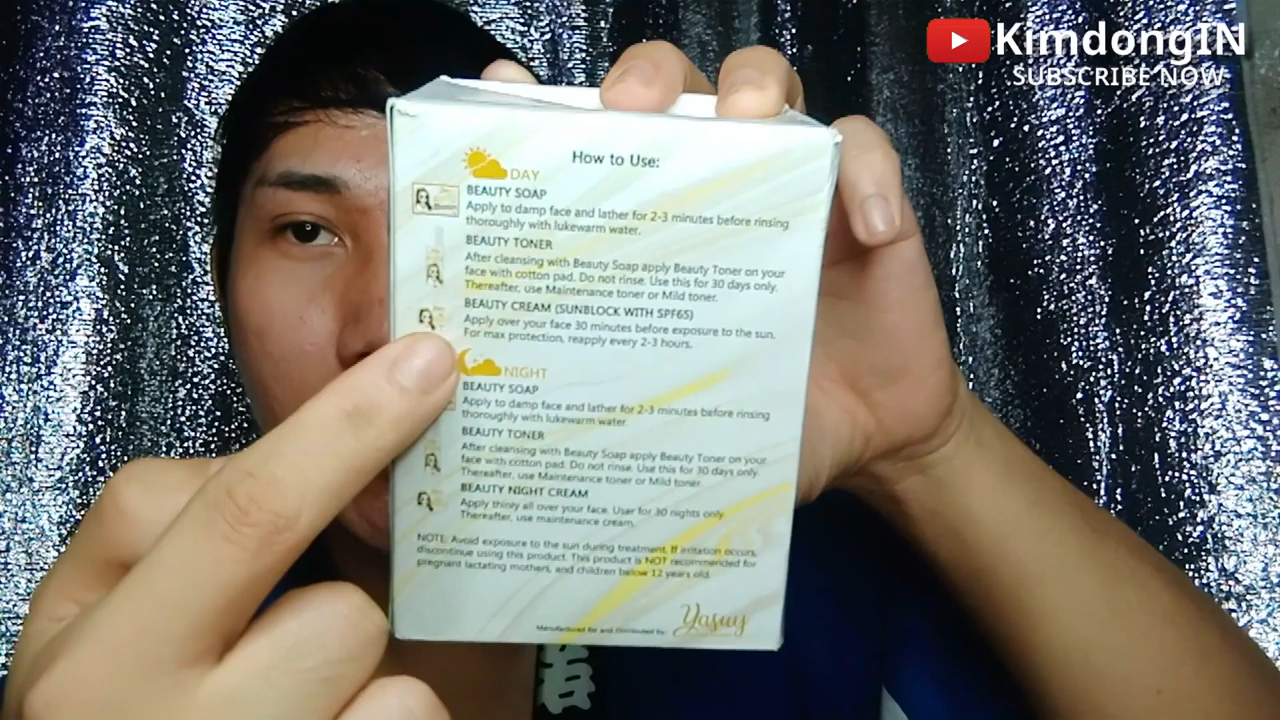 KimdongIN
SUBSCRIBE NOW
How to Use:
DAY
BEAUTY SOAP
Apply to damp face and lather for 2-3 minutes before rinsing
thoroughly with lukewarm water.
BEAUTY TONER
After cleansing with Beauty Soap apply Beauty Toner on your
face with cotton pad. Do not rinse. Use this for 30 days only.
Thereafter, use Maintenance toner or Mild toner.
BEAUTY CREAM (SUNBLOCK WITH SPF65)
Apply over your face 30 minutes before exposure to the sun.
For max protection, reapply every 2-3 hours.
NIGHT
BEAUTY SOAP
Apply to damp face and lather for 2-3 minutes before rinsing
thoroughly with lukewarm water.
BEAUTY TONER
After cleansing with Beauty Soap apply Beauty Toner on your
face with cotton pad. Do not rinse. Use this for 30 days only.
Thereafter, use Maintenance toner or Mild toner.
BEAUTY NIGHT CREAM
Apply thinly all over your face. User for 30 nights only.
Thereafter, use maintenance cream.
NOTE: Avoid exposure to the sun during treatment. If irritation occurs,
discontinue using this product. This product is NOT recommended for
pregnant lactating mothers, and children below 12 years old.
Manufactured for and Distributed by:
Yasuy